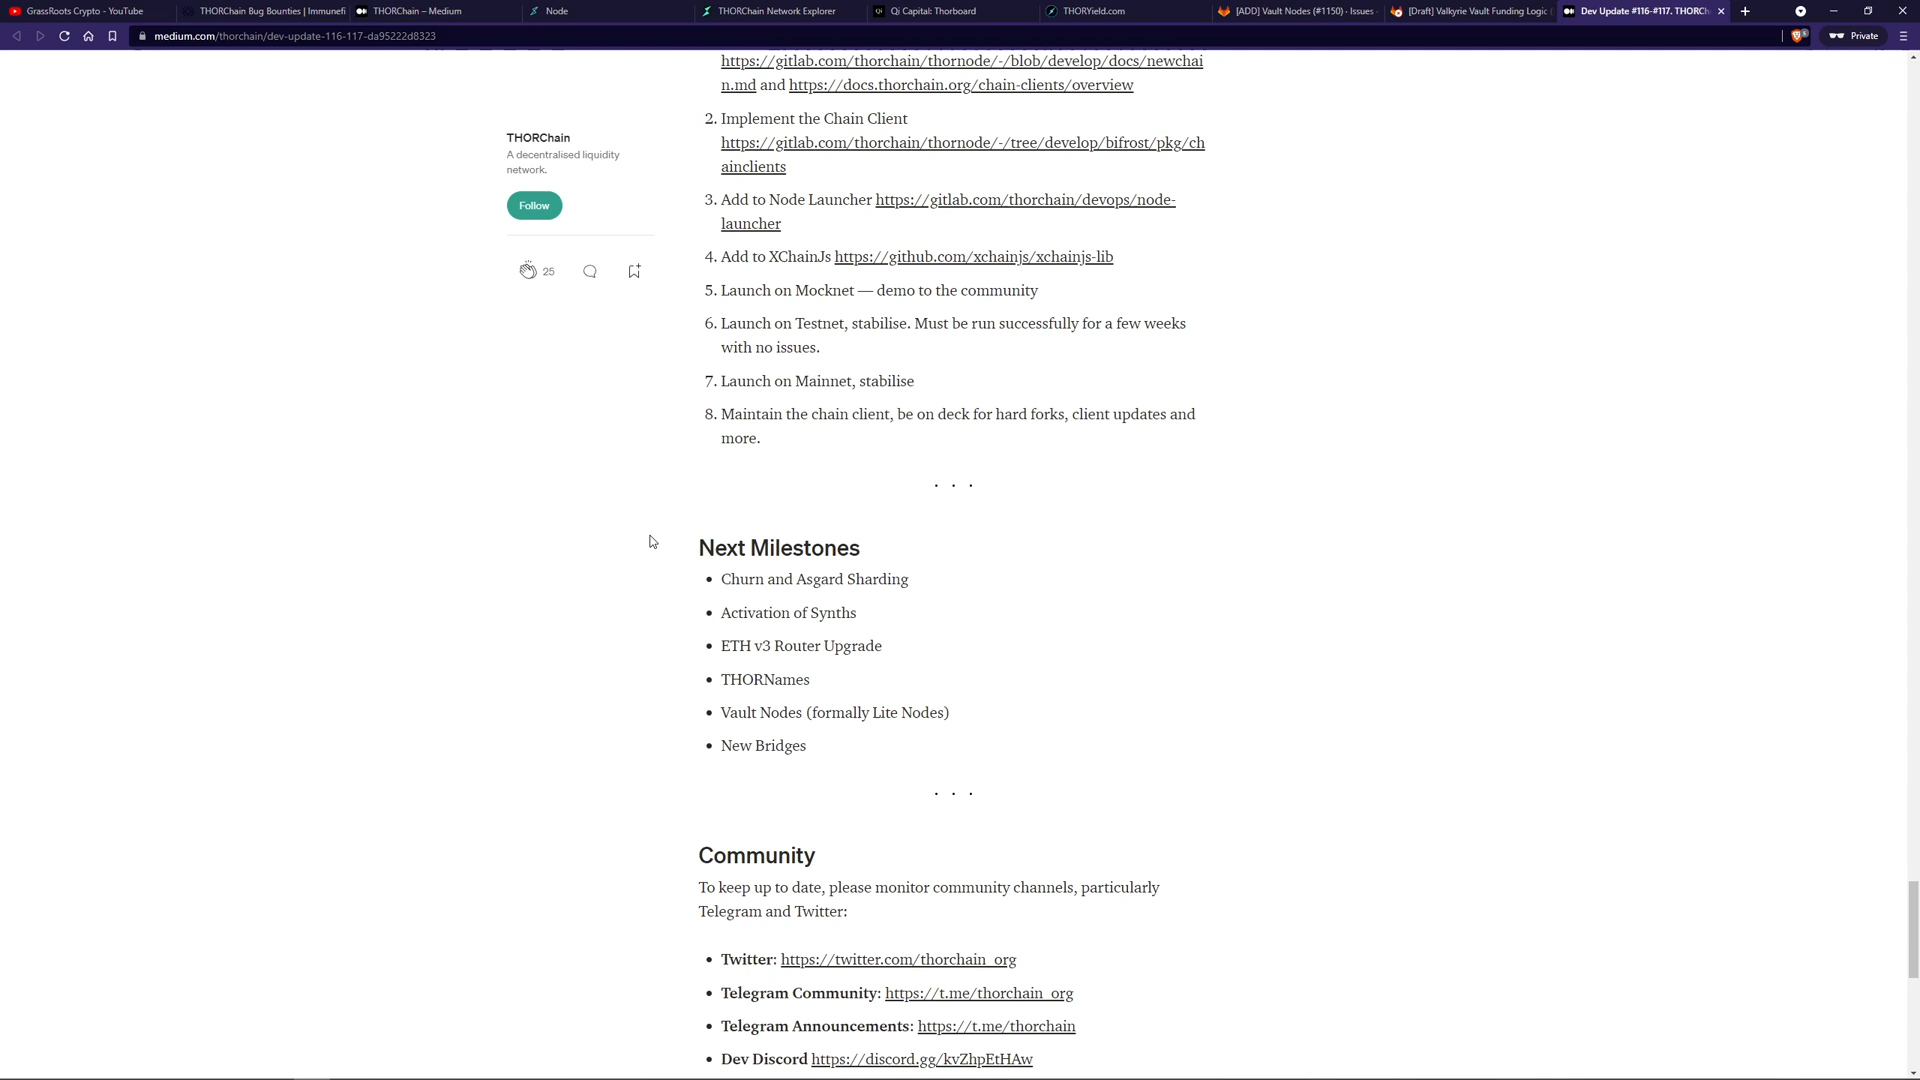 GrassRoots Crypto - YouTube
THORChain Bug Bounties | Immunefi
THORChain – Medium
Node
THORChain Network Explorer
Qi Capital: Thorboard
THORYield.com
[ADD] Vault Nodes (#1150) · Issues
[Draft] Valkyrie Vault Funding Logic (
Dev Update #116-#117. THORCh
medium.com/thorchain/dev-update-116-117-da95222d8323
Private
https://gitlab.com/thorchain/thornode/-/blob/develop/docs/newchai
n.md and https://docs.thorchain.org/chain-clients/overview
THORChain
A decentralised liquidity
network.
Follow
25
2. Implement the Chain Client
https://gitlab.com/thorchain/thornode/-/tree/develop/bifrost/pkg/ch
ainclients
3. Add to Node Launcher https://gitlab.com/thorchain/devops/node-
launcher
4. Add to XChainJs https://github.com/xchainjs/xchainjs-lib
5. Launch on Mocknet — demo to the community
6. Launch on Testnet, stabilise. Must be run successfully for a few weeks
with no issues.
7. Launch on Mainnet, stabilise
8. Maintain the chain client, be on deck for hard forks, client updates and
more.
. . .
Next Milestones
• Churn and Asgard Sharding
• Activation of Synths
• ETH v3 Router Upgrade
• THORNames
• Vault Nodes (formally Lite Nodes)
• New Bridges
. . .
Community
To keep up to date, please monitor community channels, particularly
Telegram and Twitter:
• Twitter: https://twitter.com/thorchain_org
• Telegram Community: https://t.me/thorchain_org
• Telegram Announcements: https://t.me/thorchain
• Dev Discord https://discord.gg/kvZhpEtHAw